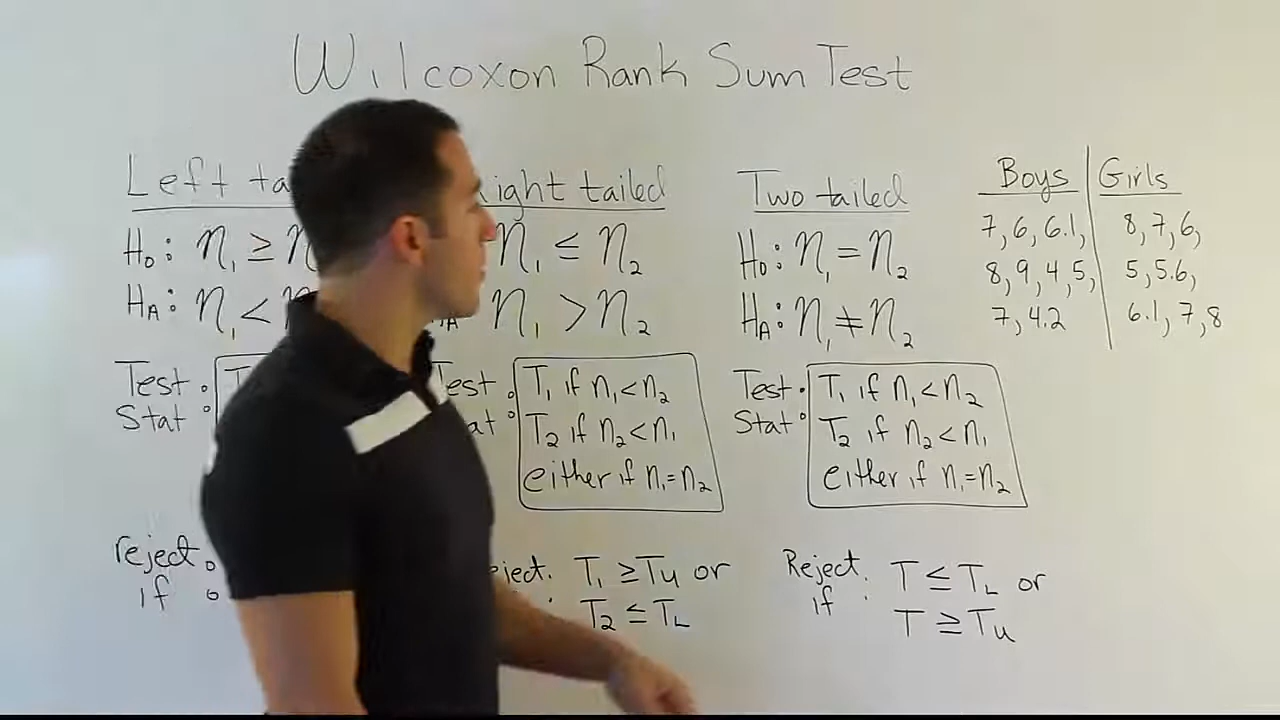 Wilcoxon Rank Sum Test
Left
H₀: η₁ ≥
Hₐ: η₁ <
Test :
Stat
reject :
if
ight tailed
η₁ ≤ η₂
η₁ > η₂
est :
at
T₁ if n₁<n₂
T₂ if n₂<n₁
either if n₁=n₂
eject : T₁ ≥ Tu or
T₂ ≤ TL
Two tailed
H₀: η₁ = η₂
Hₐ: η₁ ≠ η₂
Test :
Stat
T₁ if n₁<n₂
T₂ if n₂<n₁
either if n₁=n₂
Reject : T ≤ TL or
if T ≥ Tu
Boys
7, 6, 6.1,
8, 9, 4, 5,
7, 4.2
Girls
8, 7, 6,
5, 5.6,
6.1, 7, 8